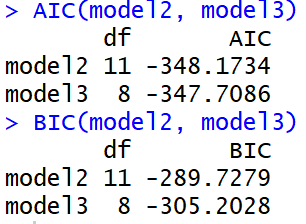 > AIC(model2, model3)
df AIC
model2 11 -348.1734
model3 8 -347.7086
> BIC(model2, model3)
df BIC
model2 11 -289.7279
model3 8 -305.2028